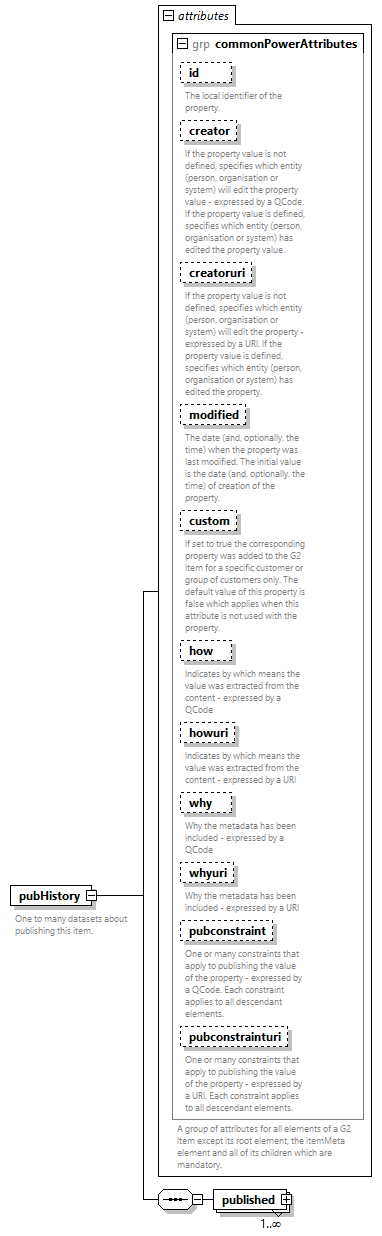 attributes
grp commonPowerAttributes
id
The local identifier of the
property.
creator
If the property value is not
defined, specifies which entity
(person, organisation or
system) will edit the property
value - expressed by a QCode.
If the property value is defined,
specifies which entity (person,
organisation or system) has
edited the property value.
creatoruri
If the property value is not
defined, specifies which entity
(person, organisation or
system) will edit the property -
expressed by a URI. If the
property value is defined,
specifies which entity (person,
organisation or system) has
edited the property.
modified
The date (and, optionally, the
time) when the property was
last modified. The initial value
is the date (and, optionally, the
time) of creation of the
property.
custom
If set to true the corresponding
property was added to the G2
Item for a specific customer or
group of customers only. The
default value of this property is
false which applies when this
attribute is not used with the
property.
how
Indicates by which means the
value was extracted from the
content - expressed by a
QCode
howuri
Indicates by which means the
value was extracted from the
content - expressed by a URI
why
Why the metadata has been
included - expressed by a
QCode
whyuri
Why the metadata has been
included - expressed by a URI
pubconstraint
One or many constraints that
apply to publishing the value
of the property - expressed by
a QCode. Each constraint
applies to all descendant
elements.
pubconstrainturi
One or many constraints that
apply to publishing the value
of the property - expressed by
a URI. Each constraint applies
to all descendant elements.
A group of attributes for all elements of a G2
Item except its root element, the itemMeta
element and all of its children which are
mandatory.
pubHistory
One to many datasets about
publishing this item.
published
1..∞